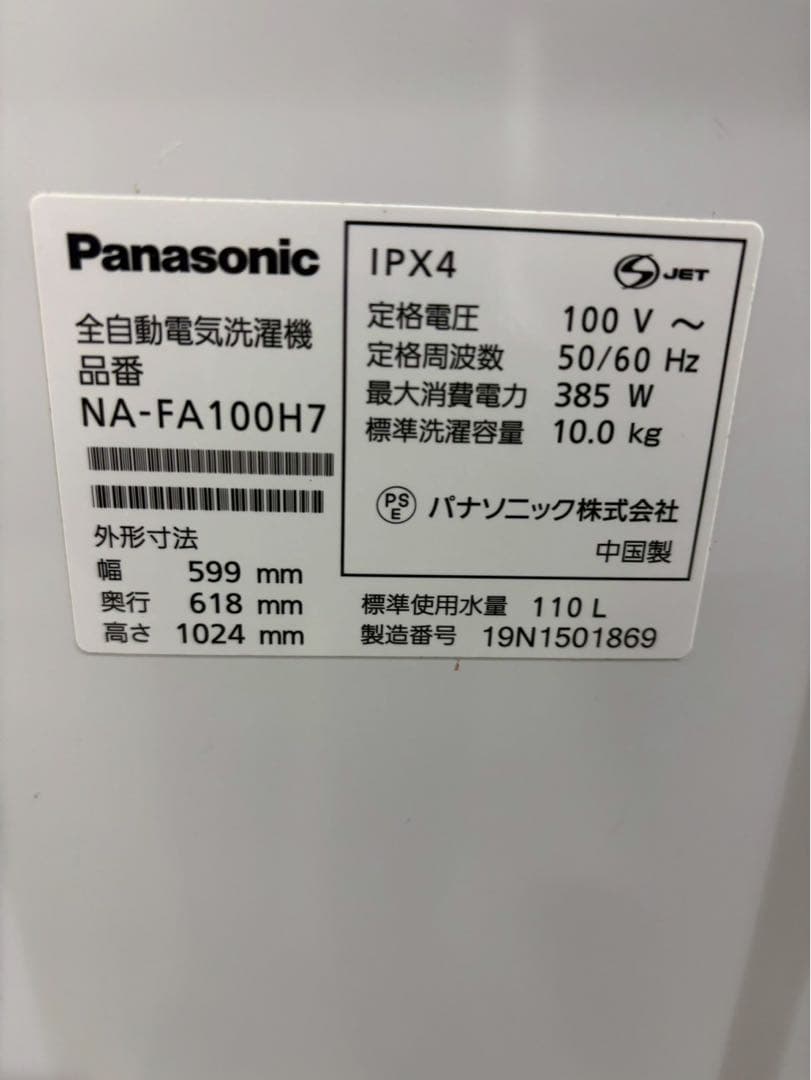 Panasonic
全自動電気洗濯機
品番
NA-FA100H7
外形寸法
幅 599 mm
奥行 618 mm
高さ 1024 mm
IPX4
S JET
定格電圧 100 V ～
定格周波数 50/60 Hz
最大消費電力 385 W
標準洗濯容量 10.0 kg
PS
E
パナソニック株式会社
中国製
標準使用水量 110 L
製造番号 19N1501869